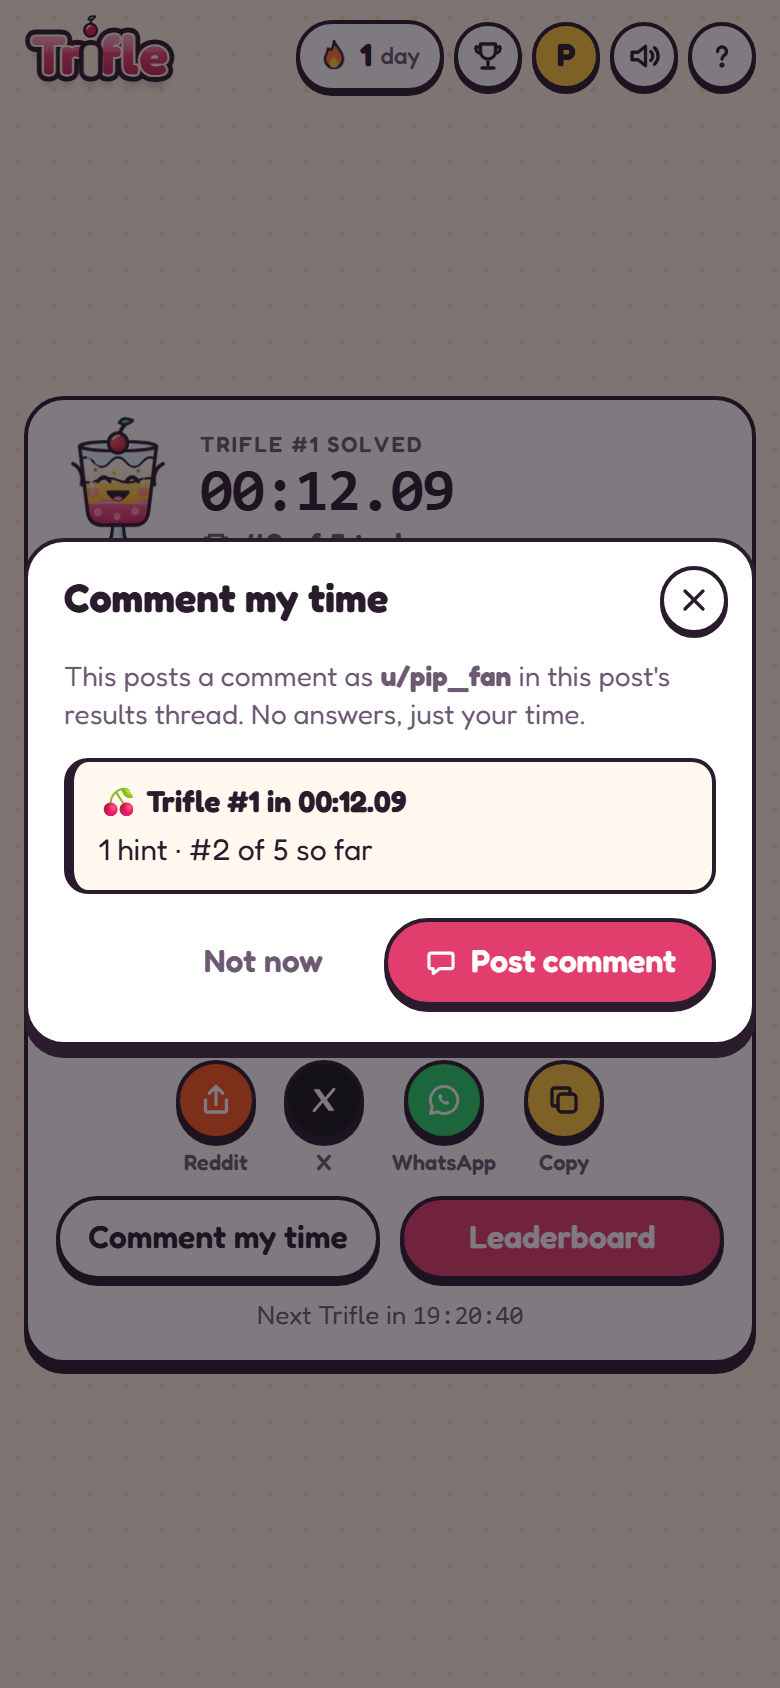 Trifle
1 day
P
?
TRIFLE #1 SOLVED
00:12.09
Comment my time
This posts a comment as u/pip_fan in this post's
results thread. No answers, just your time.
Trifle #1 in 00:12.09
1 hint · #2 of 5 so far
Not now
Post comment
X
Reddit
X
WhatsApp
Copy
Comment my time
Leaderboard
Next Trifle in 19:20:40